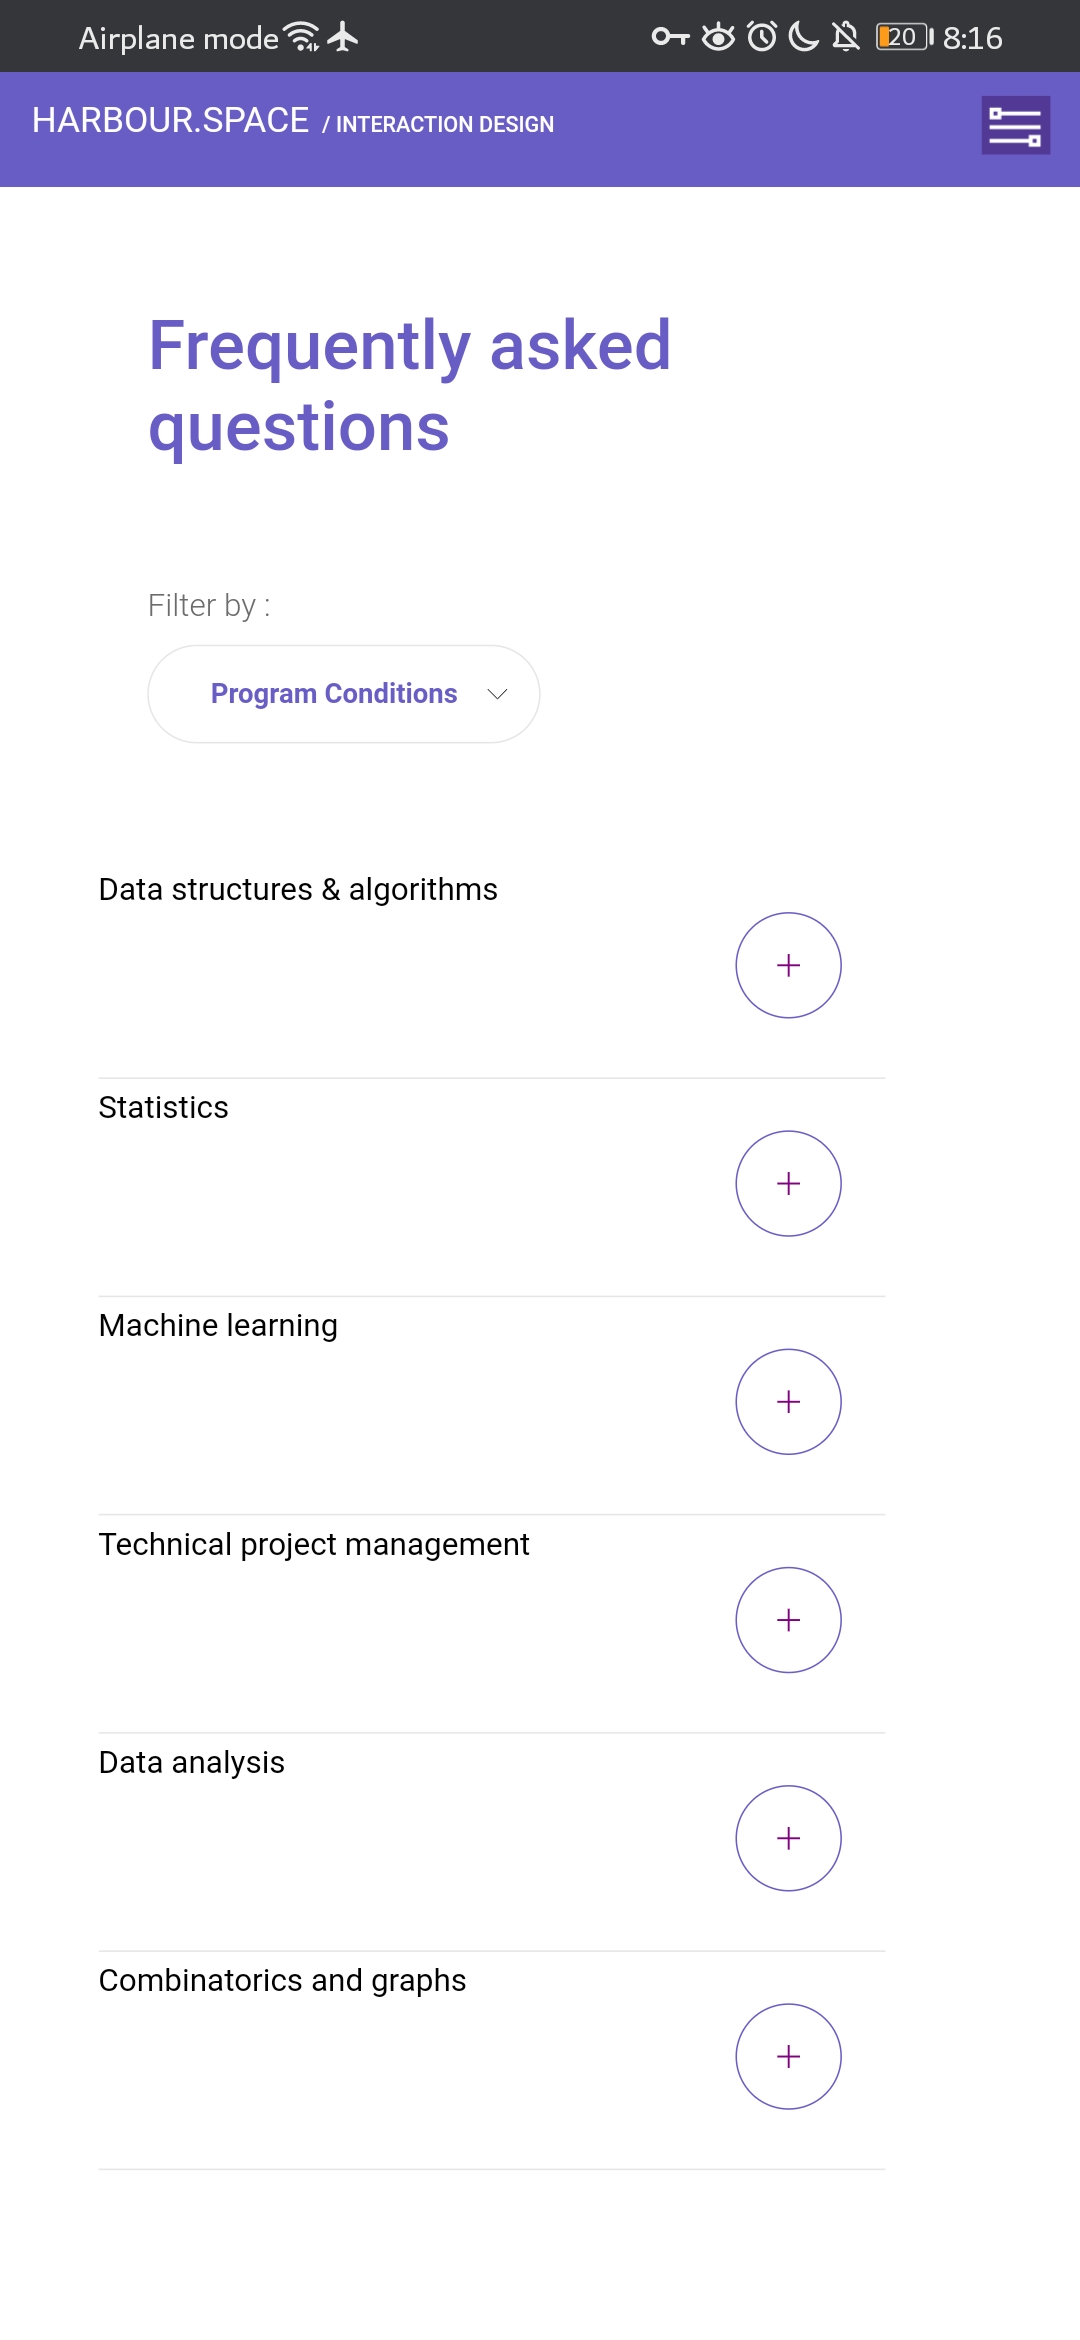 Airplane mode 20 8:16
HARBOUR.SPACE / INTERACTION DESIGN
Frequently asked
questions
Filter by :
Program Conditions
Data structures & algorithms
+
Statistics
+
Machine learning
+
Technical project management
+
Data analysis
+
Combinatorics and graphs
+